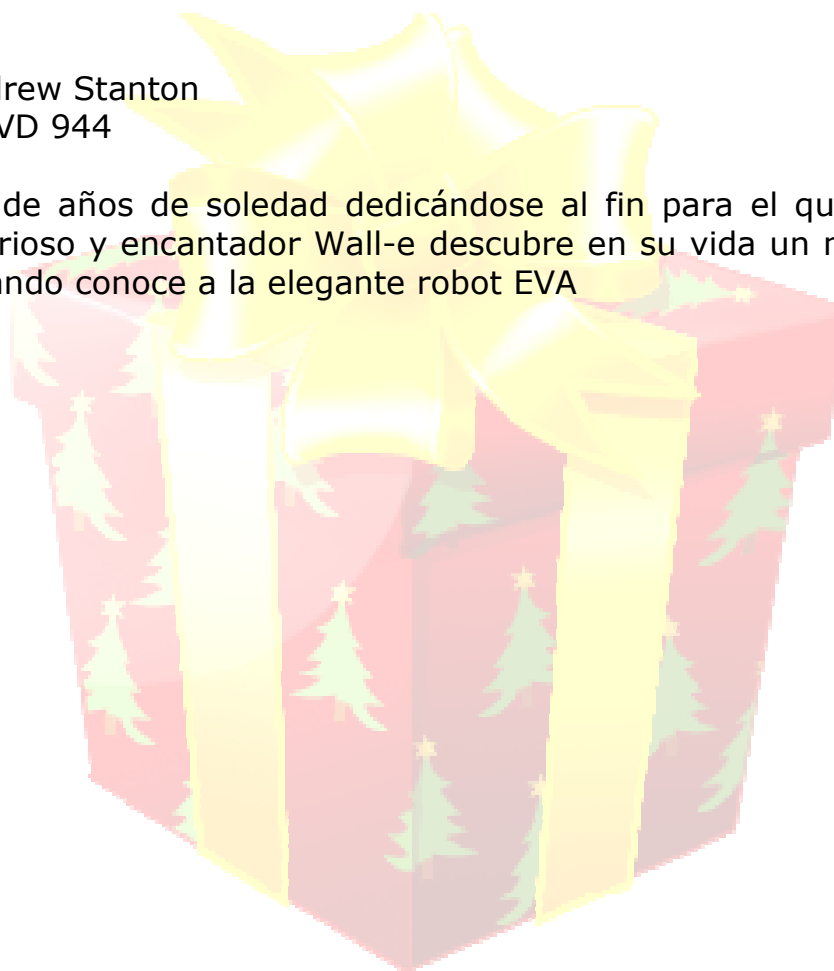 drew Stanton
VD 944
de años de soledad dedicándose al fin para el qu
rioso y encantador Wall-e descubre en su vida un
ando conoce a la elegante robot EVA